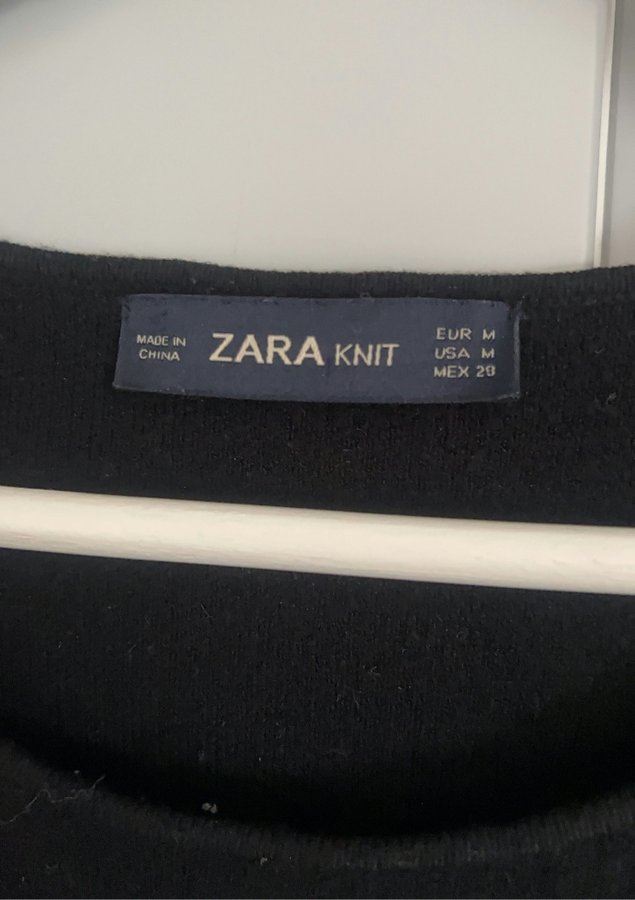 MADE IN
CHINA
ZARA KNIT
EUR M
USA M
MEX 28